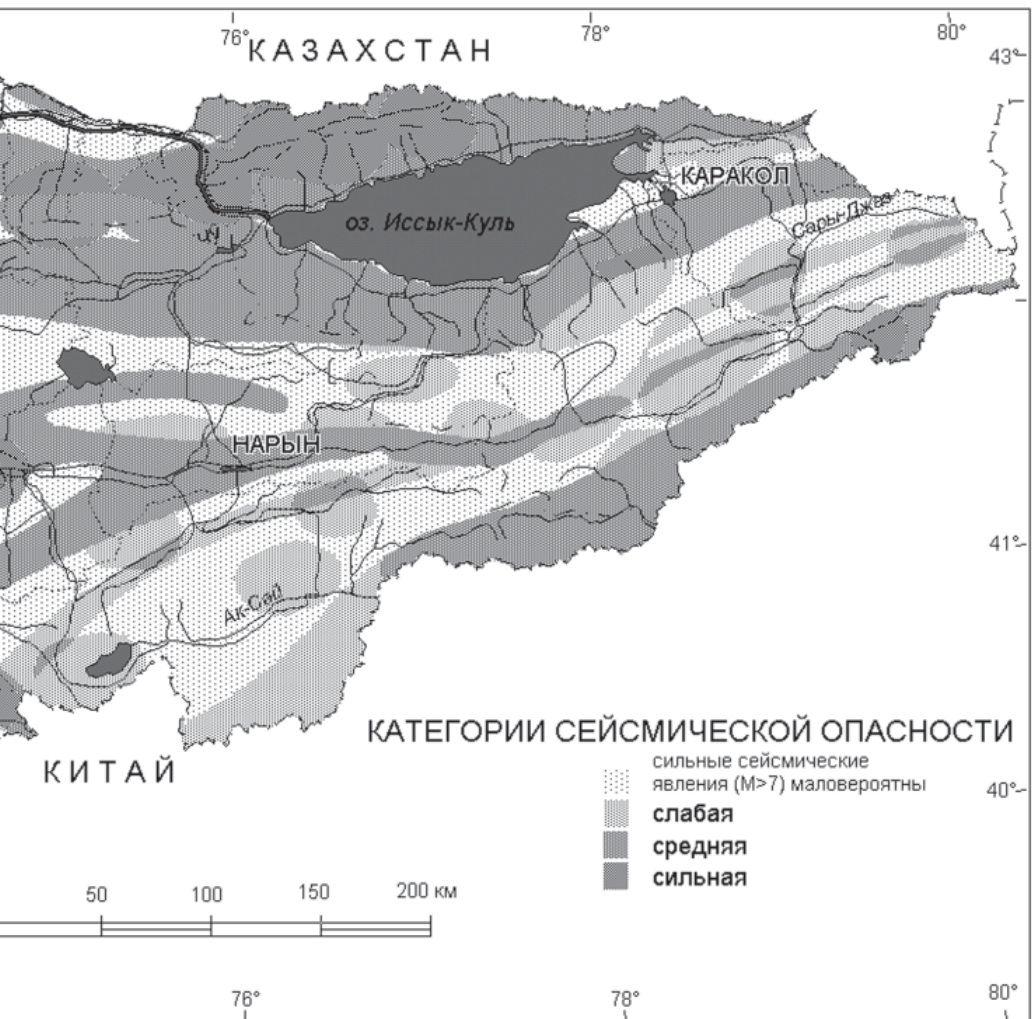 76°
78°
80°
КАЗАХСТАН
43°
КАРАКОЛ
Сары-Джаз
оз. Иссык-Куль
НАРЫН
41°
Ак-Сай
КАТЕГОРИИ СЕЙСМИЧЕСКОЙ ОПАСНОСТИ
сильные сейсмические
явления (М>7) маловероятны
КИТАЙ
40°
слабая
средняя
сильная
50 100 150 200 км
76°
78°
80°